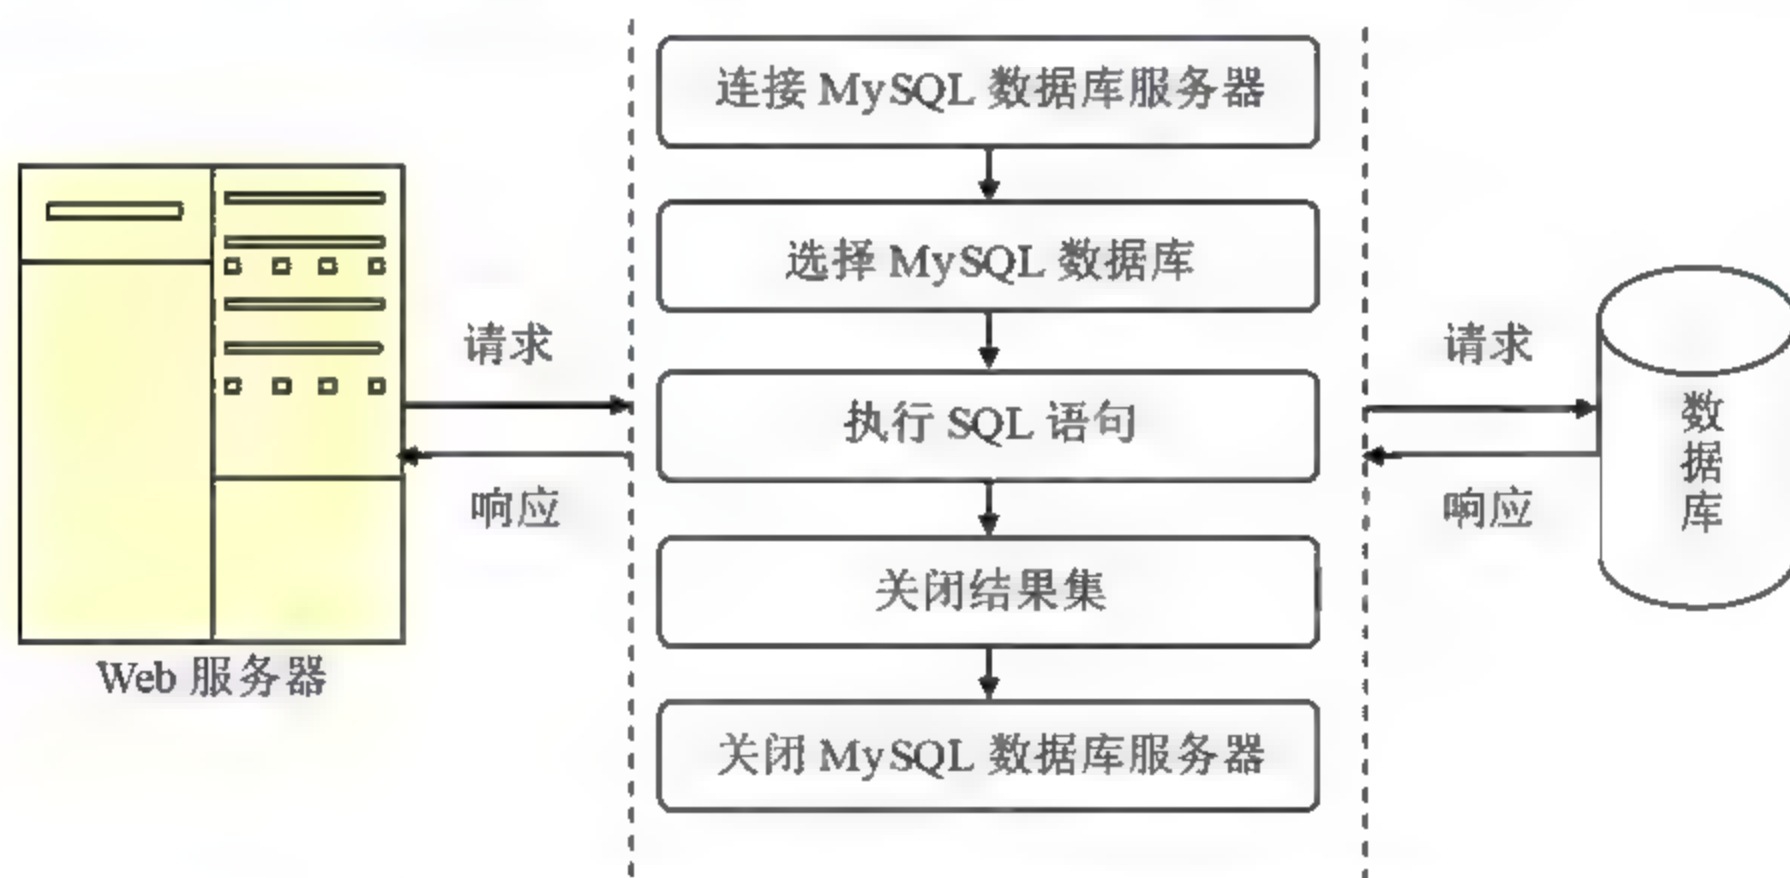 连接 MySQL 数据库服务器
选择 MySQL 数据库
请求
请求
执行 SQL 语句
数据库
响应
响应
关闭结果集
Web 服务器
关闭 MySQL 数据库服务器